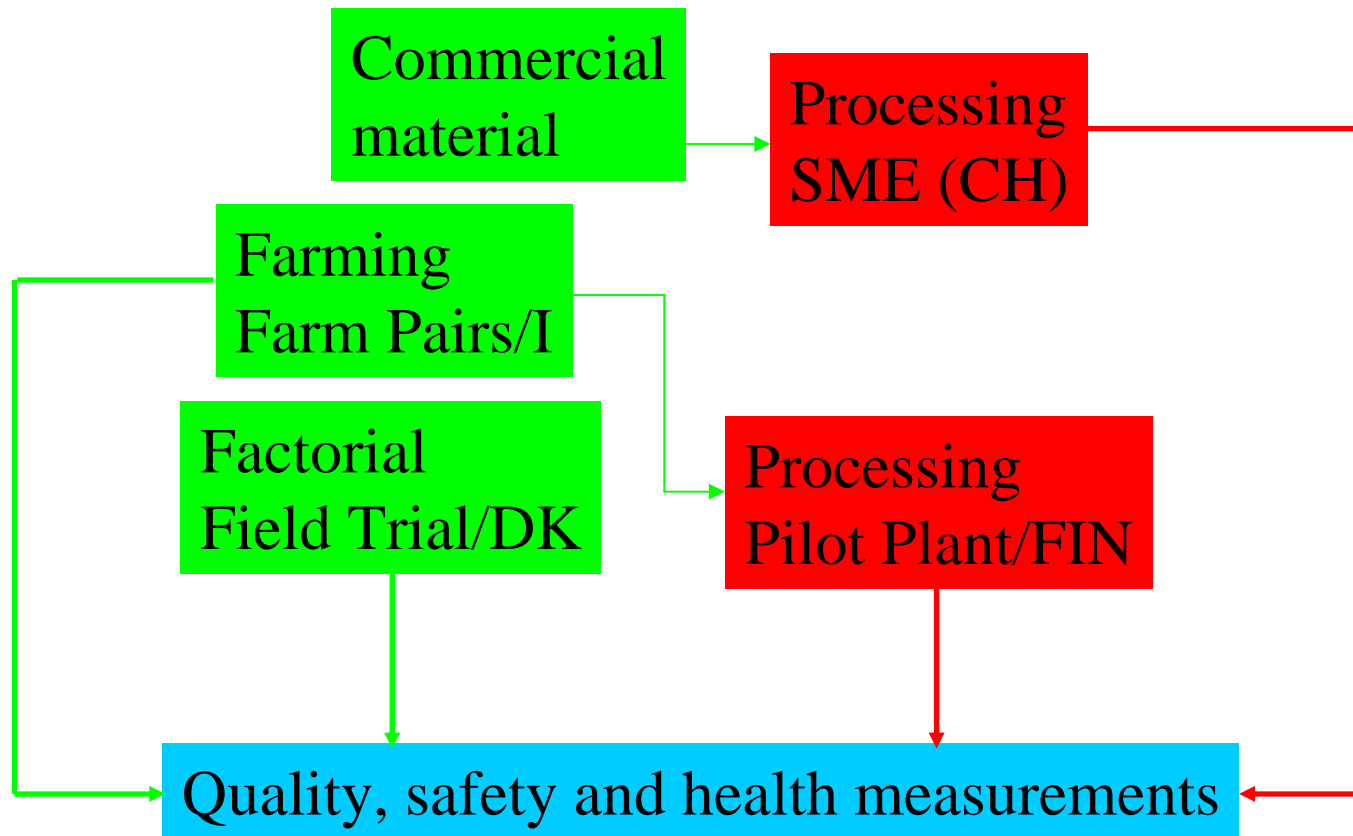 Commercial
material
Processing
SME (CH)
Farming
Farm Pairs/I
Factorial
Field Trial/DK
Processing
Pilot Plant/FIN
Quality, safety and health measurements